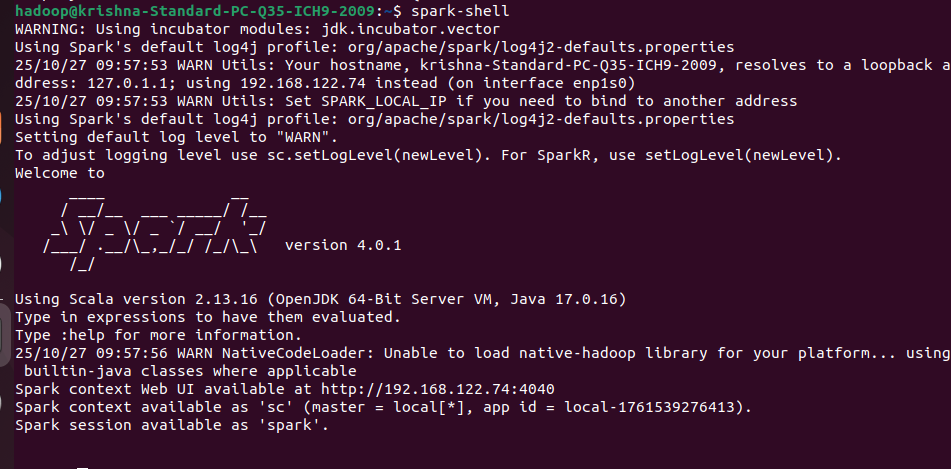 hadoop@krishna-Standard-PC-Q35-ICH9-2009:~$ spark-shell
WARNING: Using incubator modules: jdk.incubator.vector
Using Spark's default log4j profile: org/apache/spark/log4j2-defaults.properties
25/10/27 09:57:53 WARN Utils: Your hostname, krishna-Standard-PC-Q35-ICH9-2009, resolves to a loopback a
ddress: 127.0.1.1; using 192.168.122.74 instead (on interface enp1s0)
25/10/27 09:57:53 WARN Utils: Set SPARK_LOCAL_IP if you need to bind to another address
Using Spark's default log4j profile: org/apache/spark/log4j2-defaults.properties
Setting default log level to "WARN".
To adjust logging level use sc.setLogLevel(newLevel). For SparkR, use setLogLevel(newLevel).
Welcome to
      ____              __
     / __/__  ___ _____/ /__
    _\ \/ _ \/ _ `/ __/  '_/
   /___/ .__/\_,_/_/ /_/\_\   version 4.0.1
      /_/
Using Scala version 2.13.16 (OpenJDK 64-Bit Server VM, Java 17.0.16)
Type in expressions to have them evaluated.
Type :help for more information.
25/10/27 09:57:56 WARN NativeCodeLoader: Unable to load native-hadoop library for your platform... using
 builtin-java classes where applicable
Spark context Web UI available at http://192.168.122.74:4040
Spark context available as 'sc' (master = local[*], app id = local-1761539276413).
Spark session available as 'spark'.